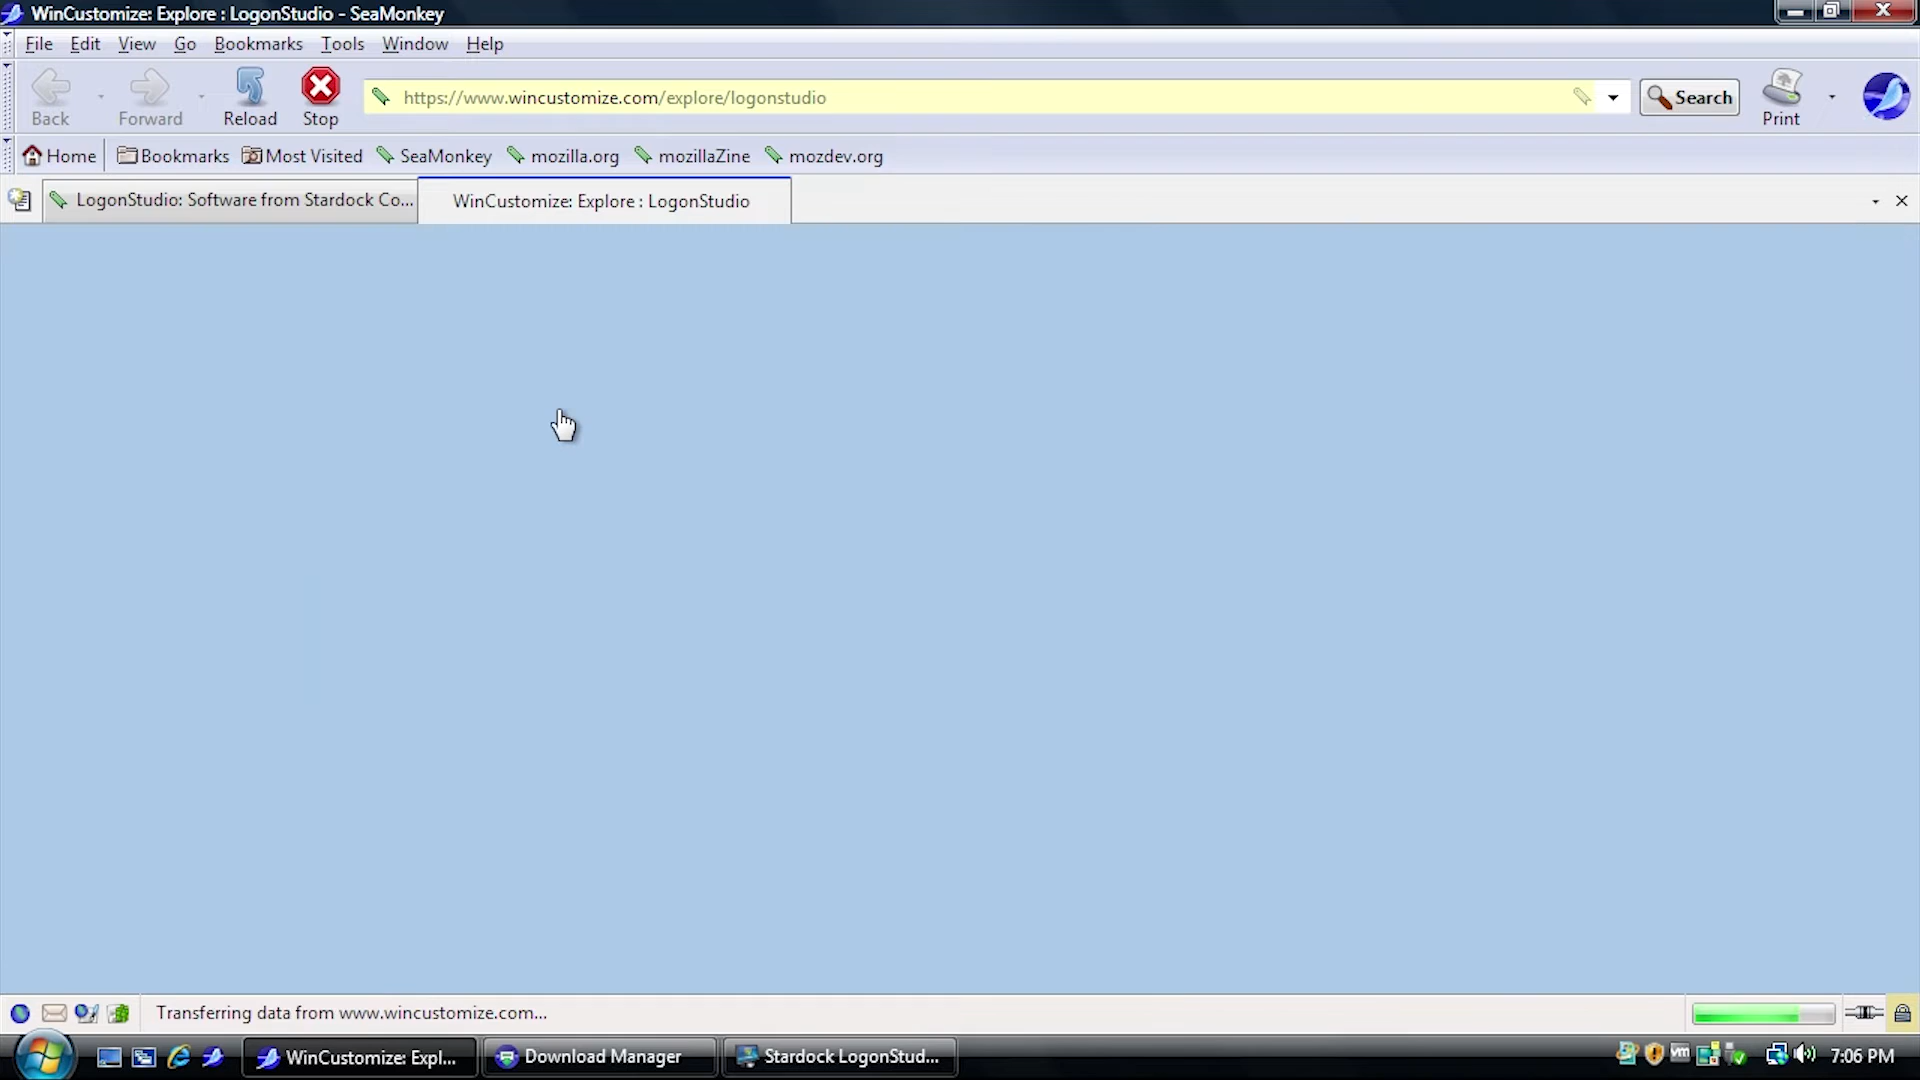 WinCustomize: Explore : LogonStudio - SeaMonkey
File Edit View Go Bookmarks Tools Window Help
https://www.wincustomize.com/explore/logonstudio
Search
Back Forward Reload Stop Print
Home Bookmarks Most Visited SeaMonkey mozilla.org mozillaZine mozdev.org
LogonStudio: Software from Stardock Co... WinCustomize: Explore : LogonStudio
Transferring data from www.wincustomize.com...
WinCustomize: Expl... Download Manager Stardock LogonStud... vm 7:06 PM